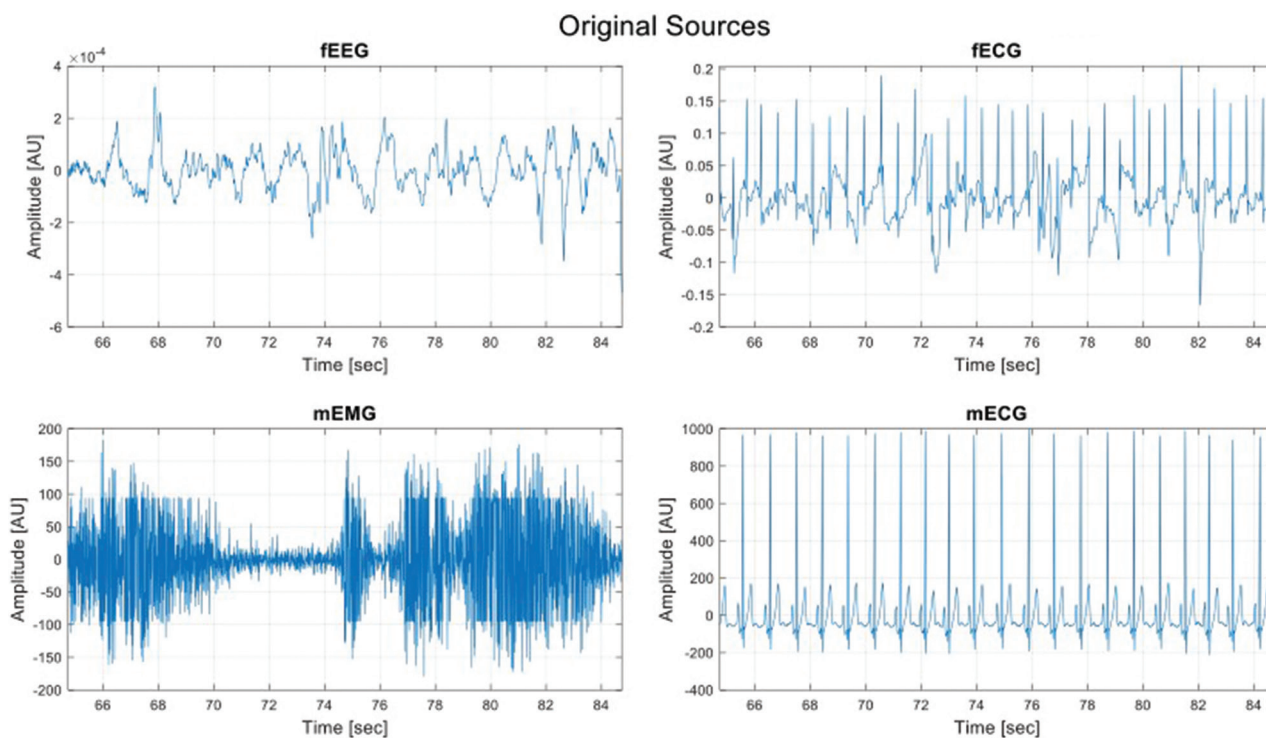 Original Sources
fEEG
×10⁻⁴
4
2
0
-2
-4
-6
Amplitude [AU]
66 68 70 72 74 76 78 80 82 84
Time [sec]
fECG
0.2
0.15
0.1
0.05
0
-0.05
-0.1
-0.15
-0.2
Amplitude [AU]
66 68 70 72 74 76 78 80 82 84
Time [sec]
mEMG
200
150
100
50
0
-50
-100
-150
-200
Amplitude [AU]
66 68 70 72 74 76 78 80 82 84
Time [sec]
mECG
1000
800
600
400
200
0
-200
-400
Amplitude [AU]
66 68 70 72 74 76 78 80 82 84
Time [sec]